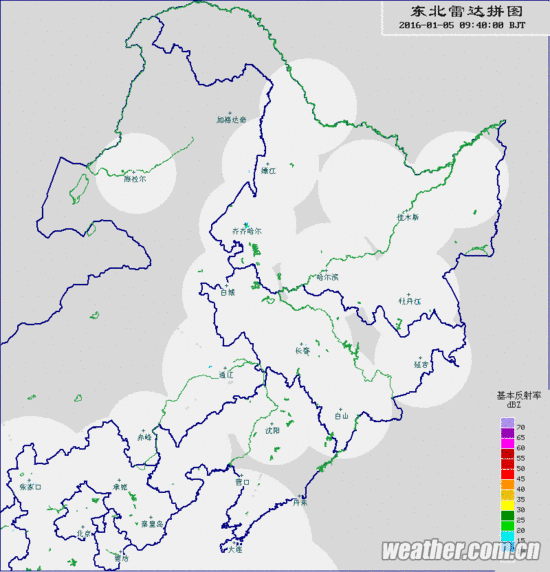 东北雷达拼图
2016-01-05 09:40:00 BJT
加格达奇
嫩江
海拉尔
佳木斯
齐齐哈尔
哈尔滨
白城
牡丹江
长春
延吉
通辽
白山
赤峰
沈阳
基本反射率
dBZ
70
65
60
55
50
45
40
35
30
25
20
15
10
张家口
承德
营口
丹东
秦皇岛
北京
大连
廊坊
weather.com.cn